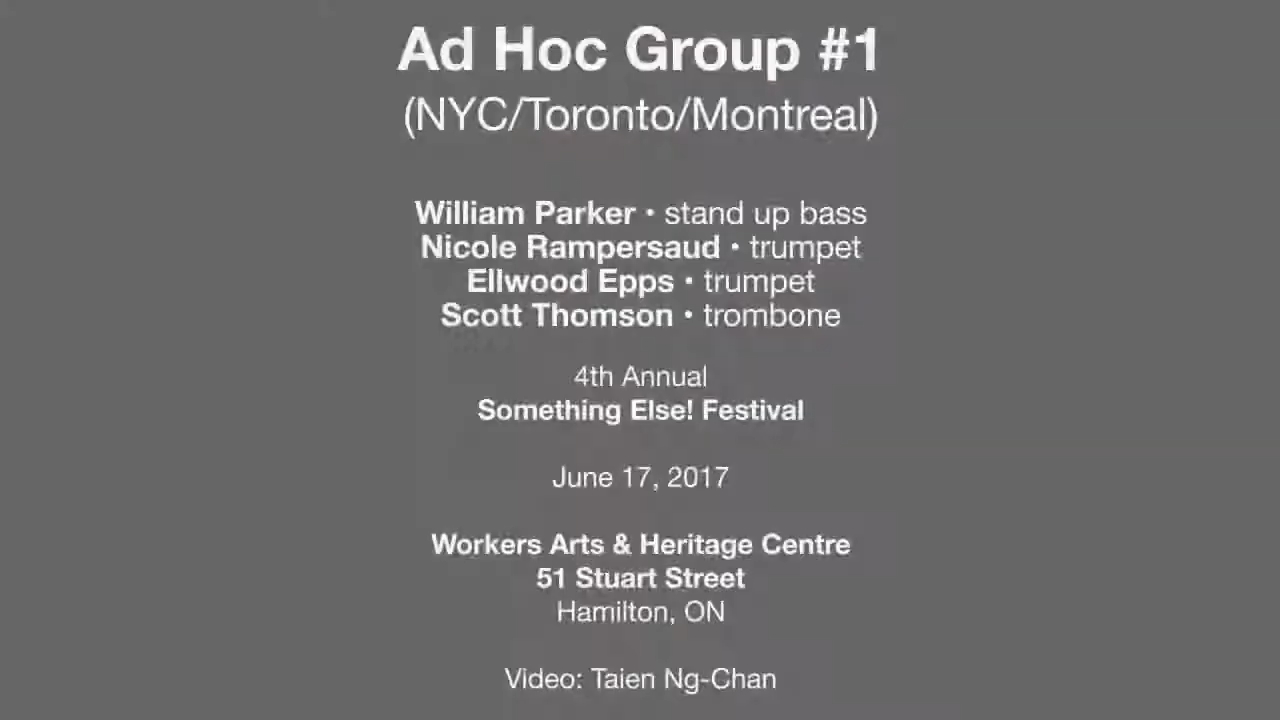 Ad Hoc Group #1
(NYC/Toronto/Montreal)
William Parker • stand up bass
Nicole Rampersaud • trumpet
Ellwood Epps • trumpet
Scott Thomson • trombone
4th Annual
Something Else! Festival
June 17, 2017
Workers Arts & Heritage Centre
51 Stuart Street
Hamilton, ON
Video: Taien Ng-Chan